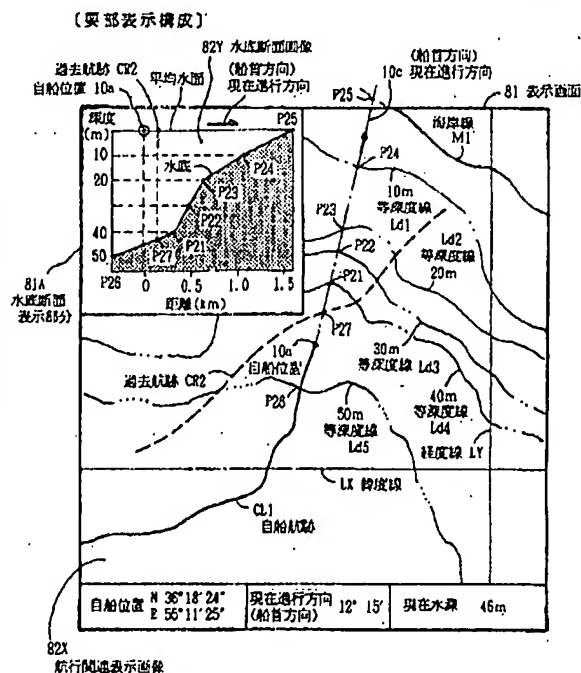 〔要部表示構成〕
82Y 水底断面画像
過去航跡 CR2
自船位置 10a
平均水面
(船首方向)
現在進行方向
P25
(船首方向)
10c 現在進行方向
P25
81 表示画面
海岸線
M1
深度
(m)
10
20
40
50
水底
P24
P23
P22
P21
P27
P26
0
0.5
1.0
1.5
距離(km)
81A
水底断面
表示部分
P24
10m
等深度線
Ld1
P23
P22
P21
P27
Ld2
等深度線
20m
10a
自船位置
過去航跡 CR2
P26
30m
等深度線 Ld3
40m
等深度線
Ld4
50m
等深度線
Ld5
経度線 LY
LX 緯度線
CL1
自船航跡
自船位置 N 36°18′24″
E 55°11′25″
現在進行方向
(船首方向) 12° 15′
現在水深 46m
82X
航行関連表示画像